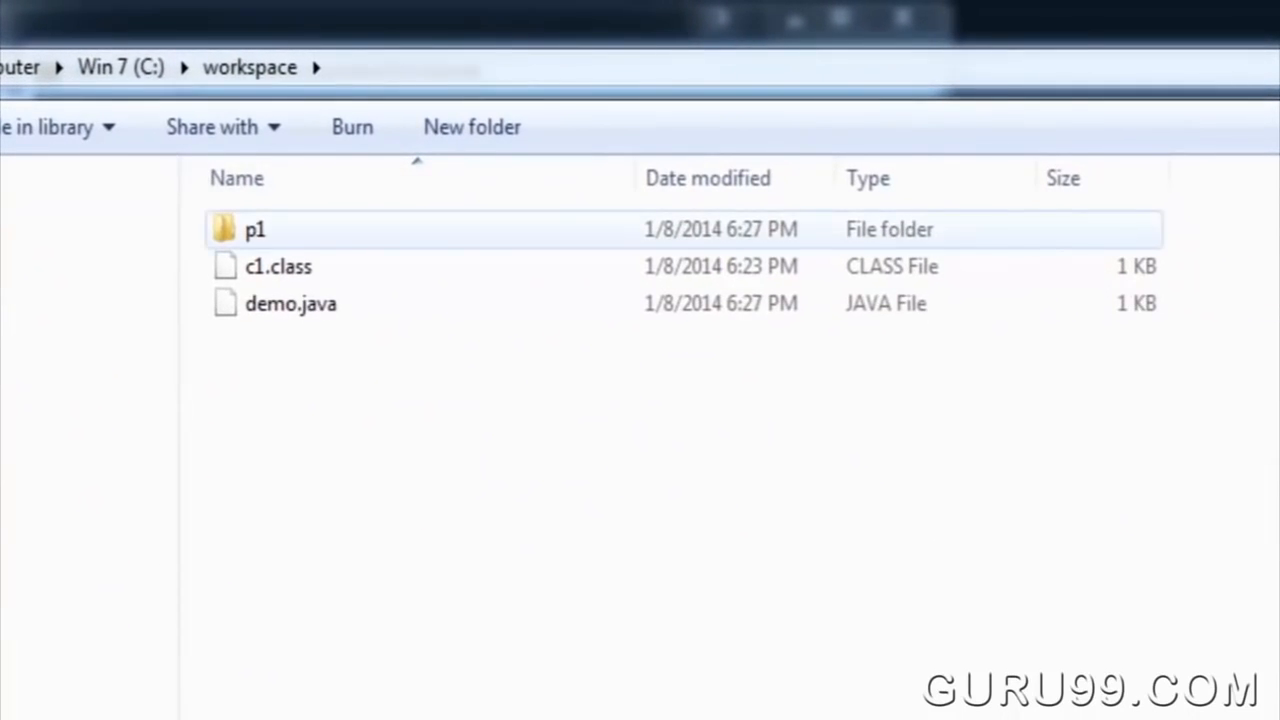 puter Win 7 (C:) workspace
le in library Share with Burn New folder
Name Date modified Type Size
p1 1/8/2014 6:27 PM File folder
c1.class 1/8/2014 6:23 PM CLASS File 1 KB
demo.java 1/8/2014 6:27 PM JAVA File 1 KB
GURU99.COM